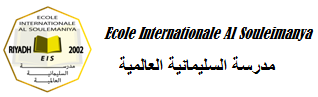 ECOLE
INTERNATIONALE
AL SOULEMANIYA
RIYADH 2002
EIS
مدرسة
السليمانية
العالمية
Ecole Internationale Al Souleimanya
مدرسة السليمانية العالمية